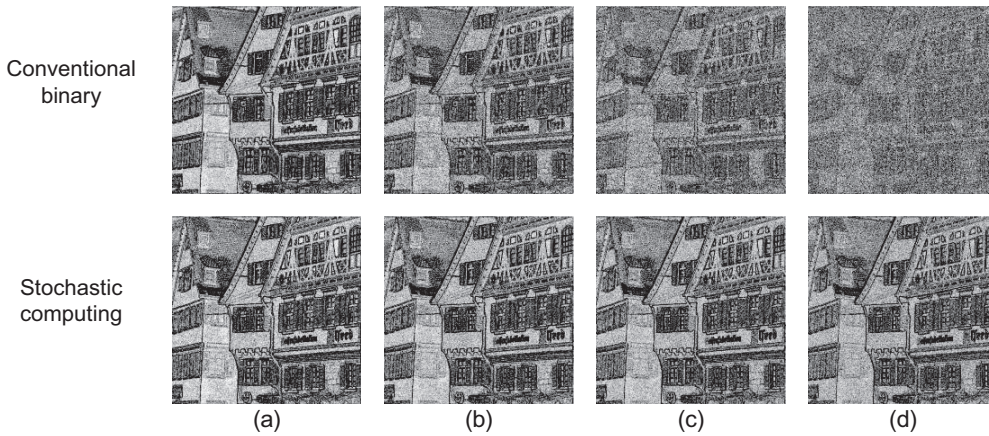 Conventional
binary
Stochastic
computing
(a)
(b)
(c)
(d)